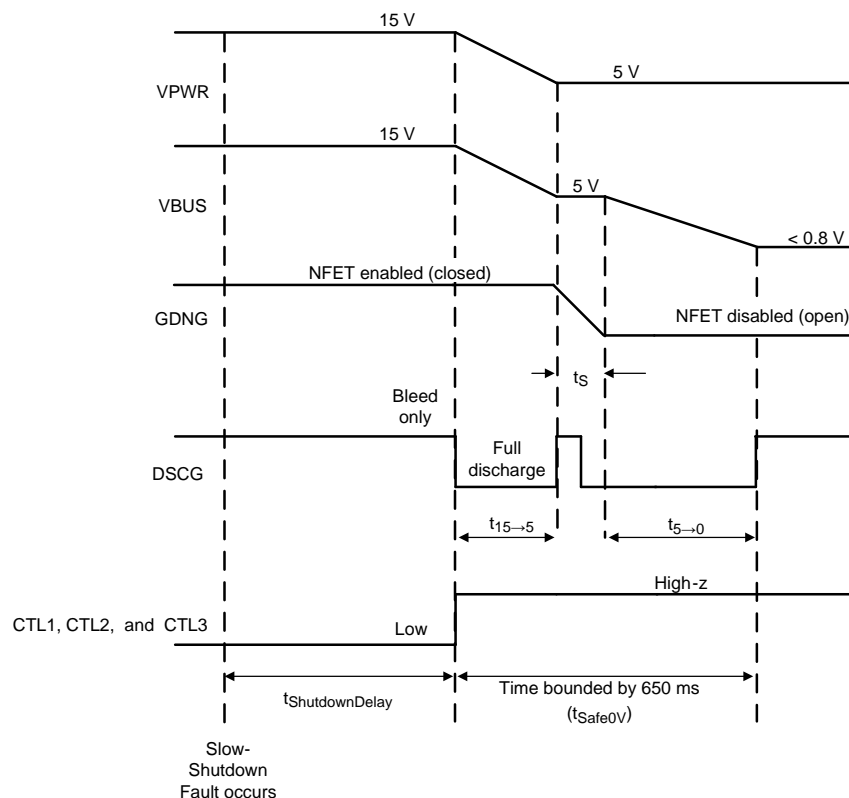 15 V
5 V
VPWR
15 V
5 V
VBUS
< 0.8 V
NFET enabled (closed)
GDNG
NFET disabled (open)
tS
Bleed
only
Full
discharge
DSCG
t15→5
t5→0
High-z
CTL1, CTL2, and CTL3
Low
tShutdownDelay
Time bounded by 650 ms
(tSafe0V)
Slow-
Shutdown
Fault occurs